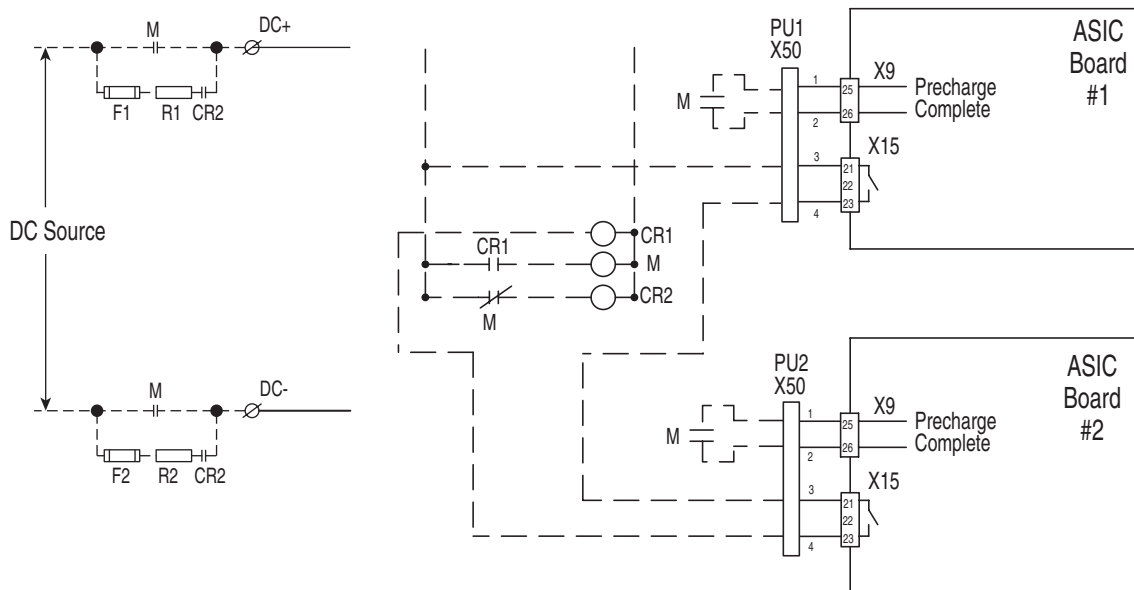 M
DC+
F1
R1
CR2
DC Source
M
DC-
F2
R2
CR2
CR1
CR1
M
M
CR2
PU1
X50
M
1
2
3
4
25
26
X9
Precharge
Complete
X15
21
22
23
ASIC
Board
#1
PU2
X50
M
1
2
3
4
25
26
X9
Precharge
Complete
X15
21
22
23
ASIC
Board
#2